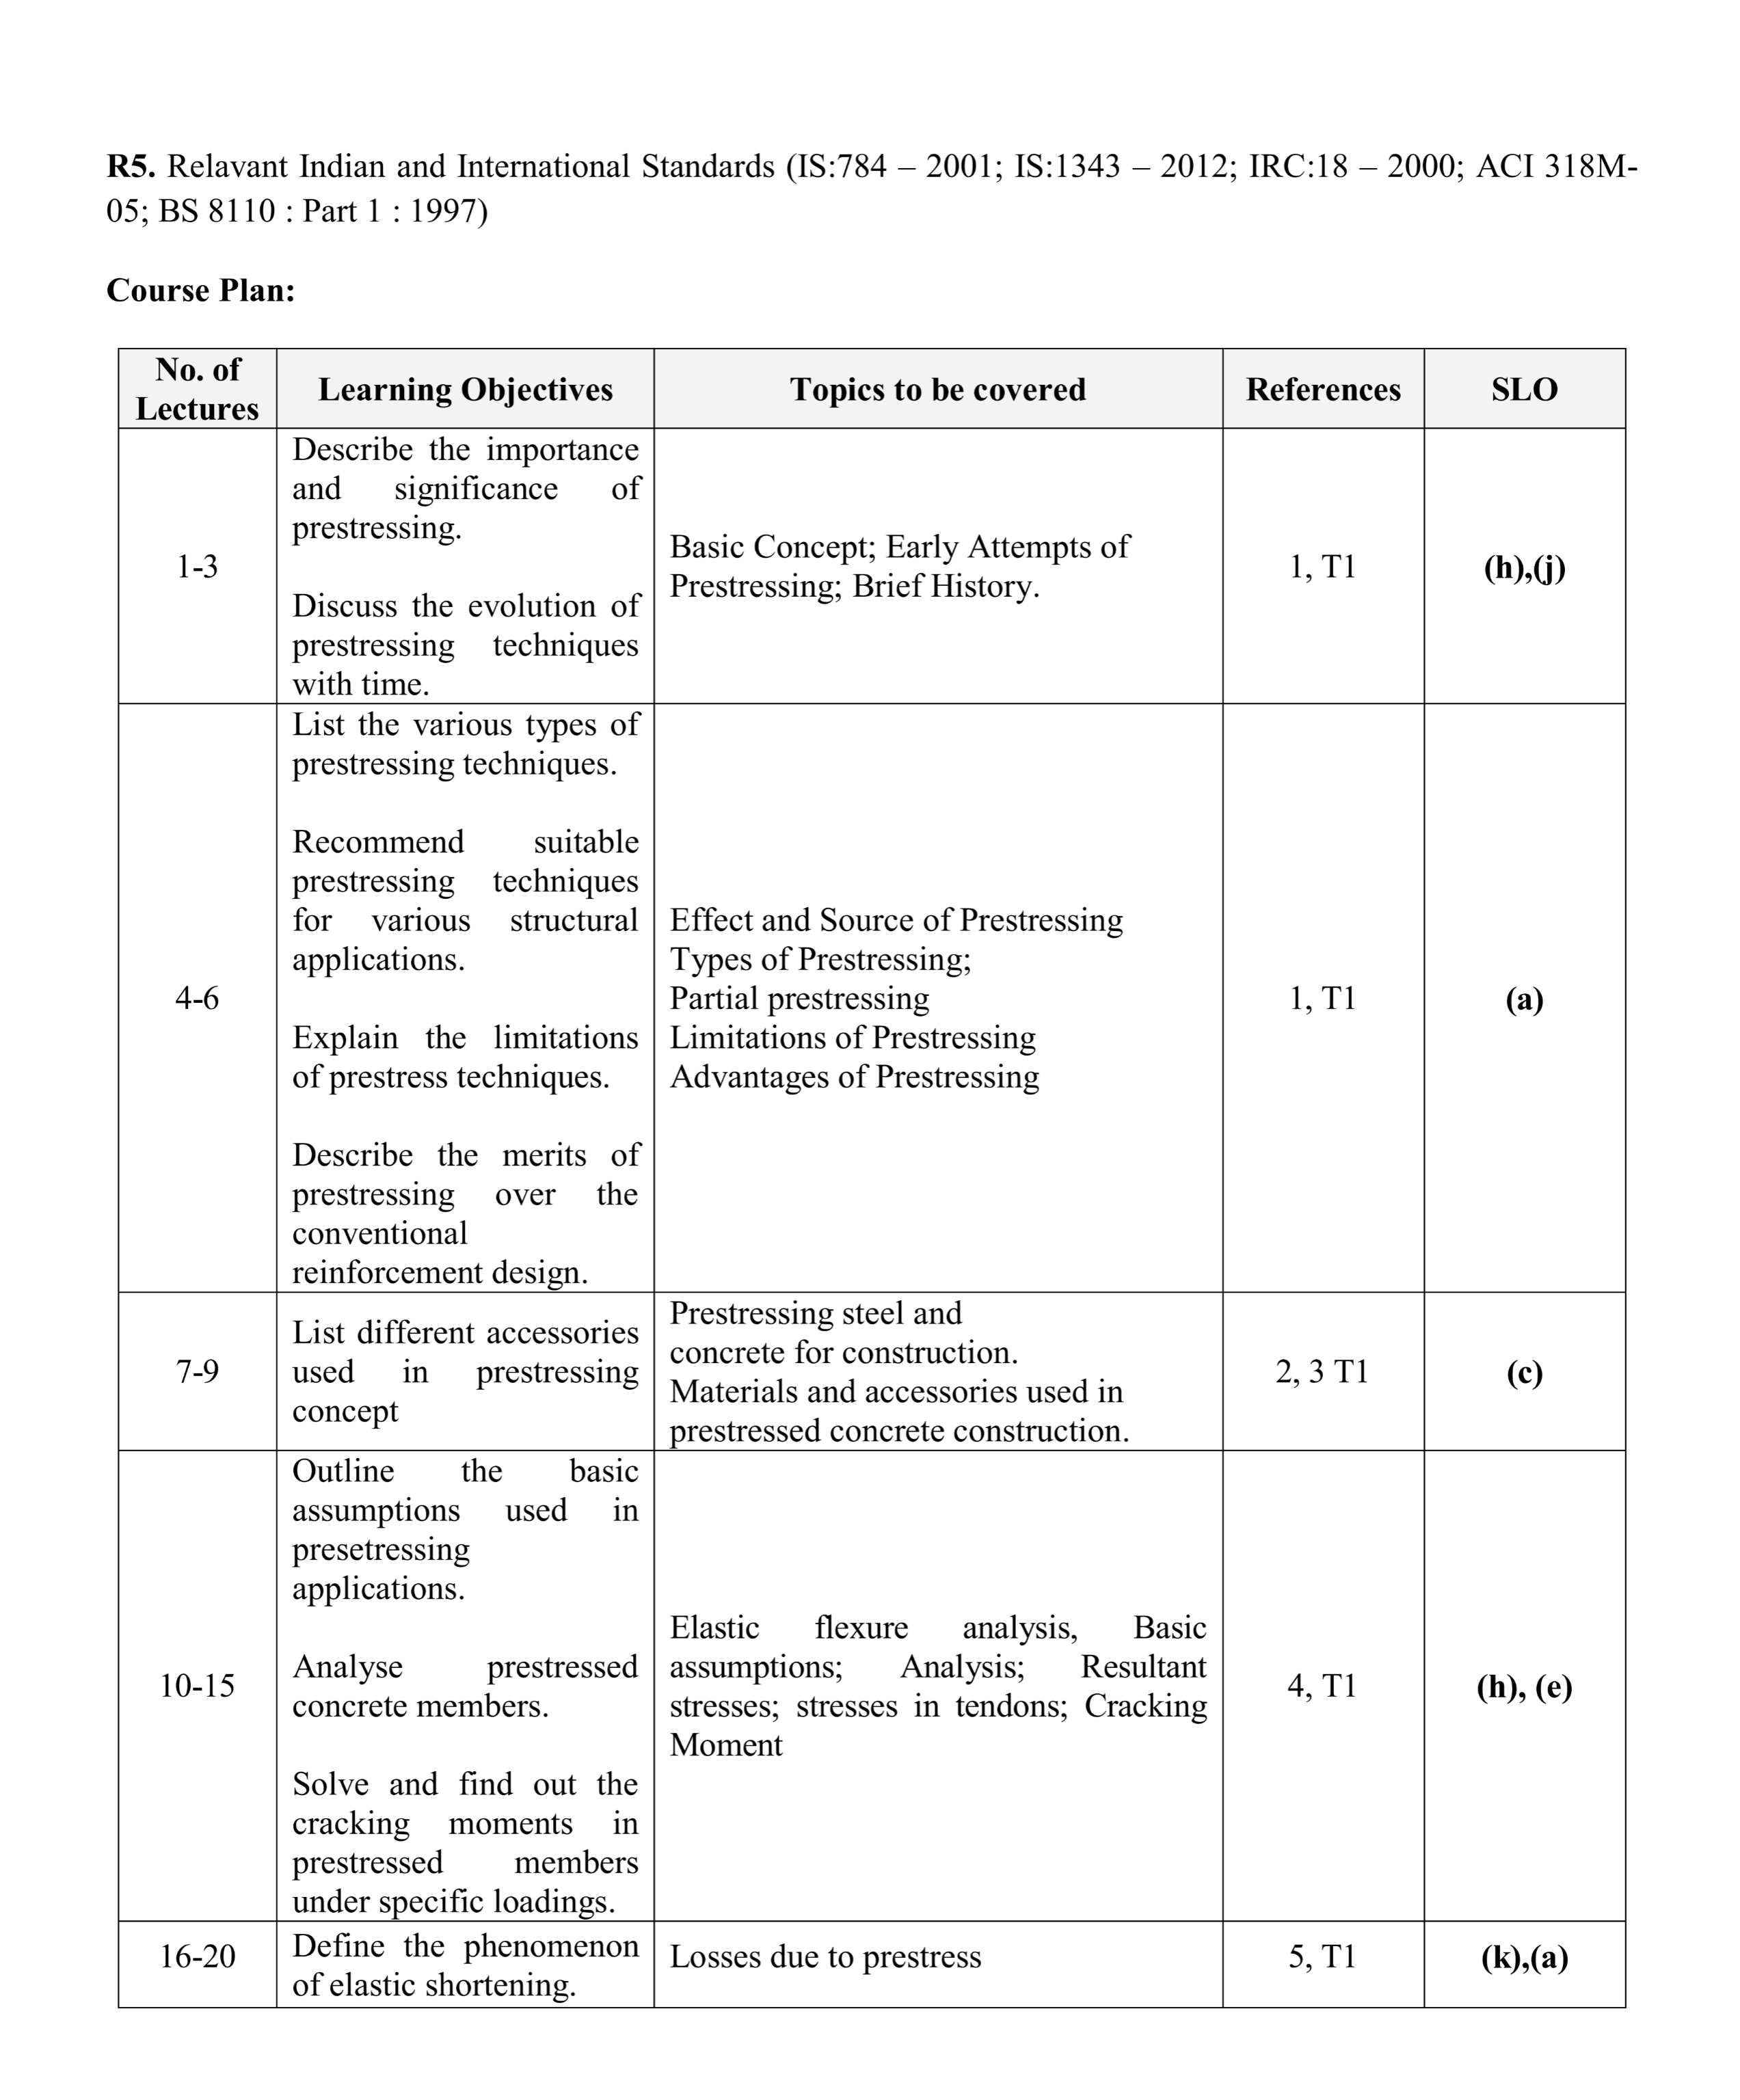 R5. Relavant Indian and International Standards (IS:784 – 2001; IS:1343 – 2012; IRC:18 – 2000; ACI 318M-
05; BS 8110 : Part 1 : 1997)
Course Plan:
No. of
Lectures
Learning Objectives
Topics to be covered
References
SLO
1-3
Describe the importance
and significance of
prestressing.
Discuss the evolution of
prestressing techniques
with time.
Basic Concept; Early Attempts of
Prestressing; Brief History.
1, T1
(h),(j)
4-6
List the various types of
prestressing techniques.
Recommend suitable
prestressing techniques
for various structural
applications.
Explain the limitations
of prestress techniques.
Describe the merits of
prestressing over the
conventional
reinforcement design.
Effect and Source of Prestressing
Types of Prestressing;
Partial prestressing
Limitations of Prestressing
Advantages of Prestressing
1, T1
(a)
7-9
List different accessories
used in prestressing
concept
Prestressing steel and
concrete for construction.
Materials and accessories used in
prestressed concrete construction.
2, 3 T1
(c)
10-15
Outline the basic
assumptions used in
presetressing
applications.
Analyse prestressed
concrete members.
Solve and find out the
cracking moments in
prestressed members
under specific loadings.
Elastic flexure analysis, Basic
assumptions; Analysis; Resultant
stresses; stresses in tendons; Cracking
Moment
4, T1
(h), (e)
16-20
Define the phenomenon
of elastic shortening.
Losses due to prestress
5, T1
(k),(a)